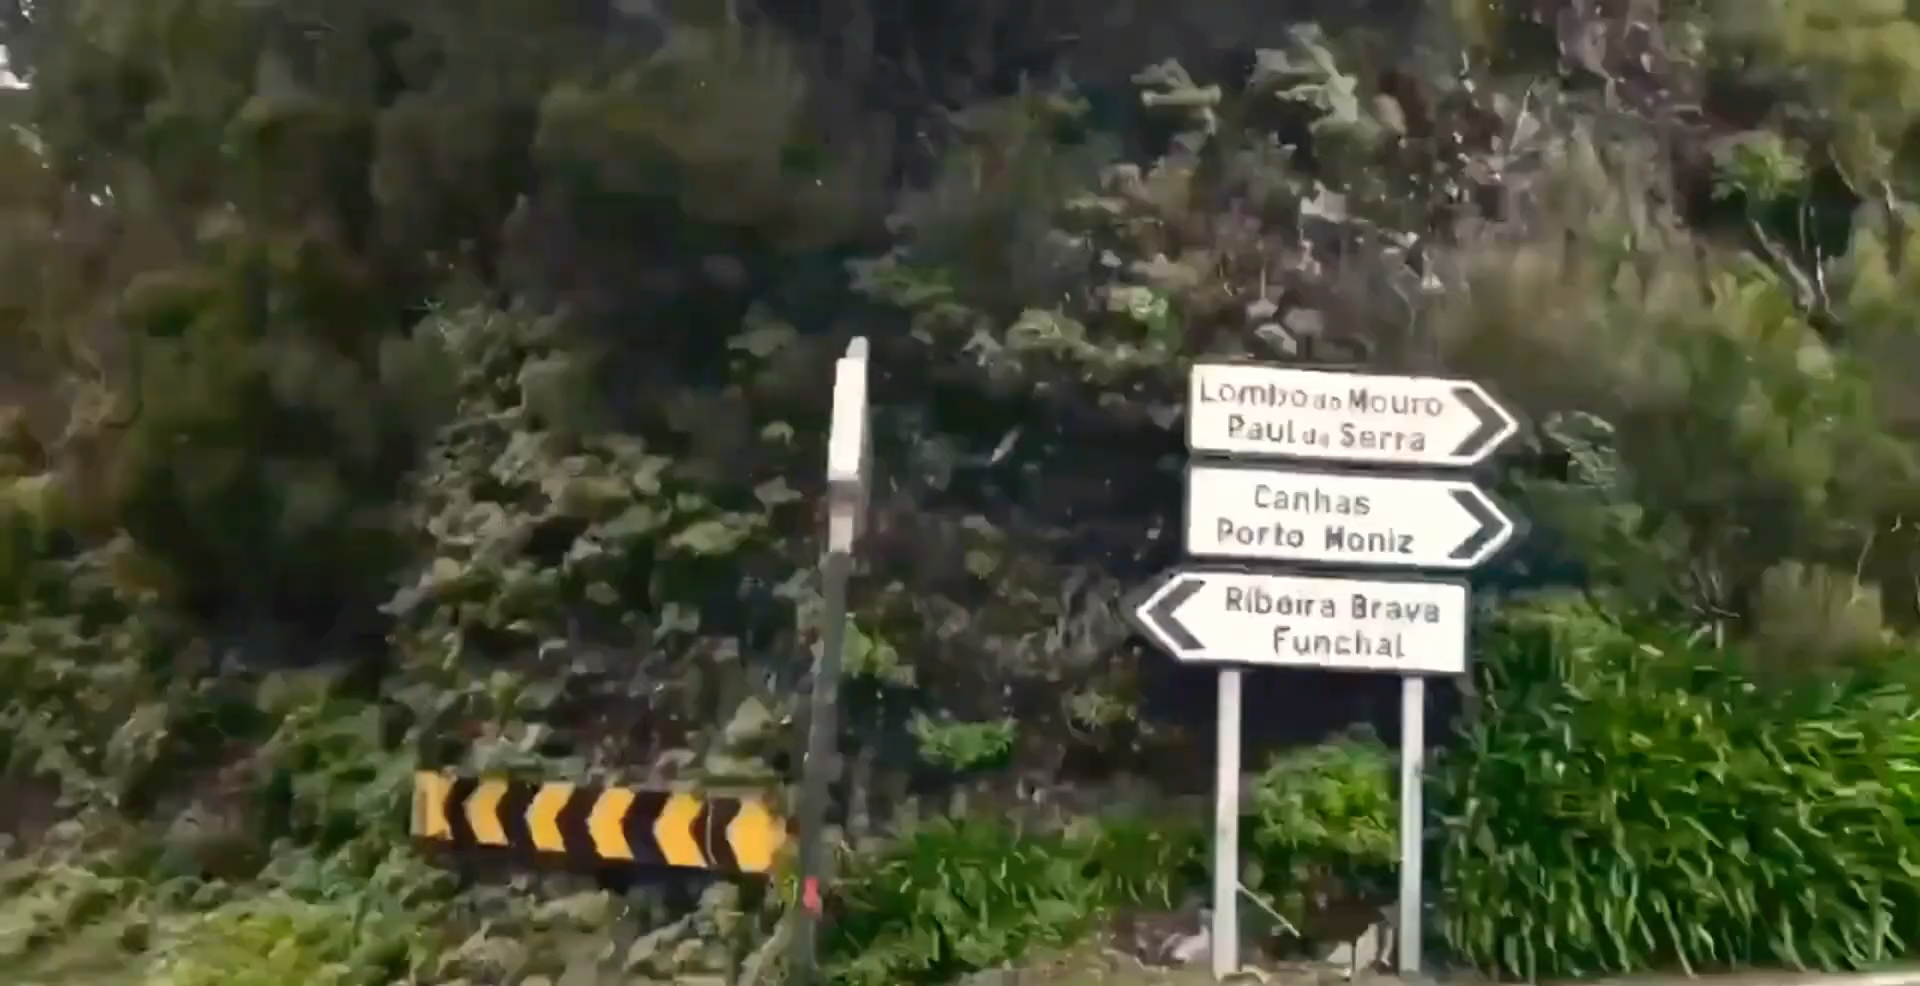 Lombo do Mouro
Paul da Serra
Canhas
Porto Moniz
Ribeira Brava
Funchal